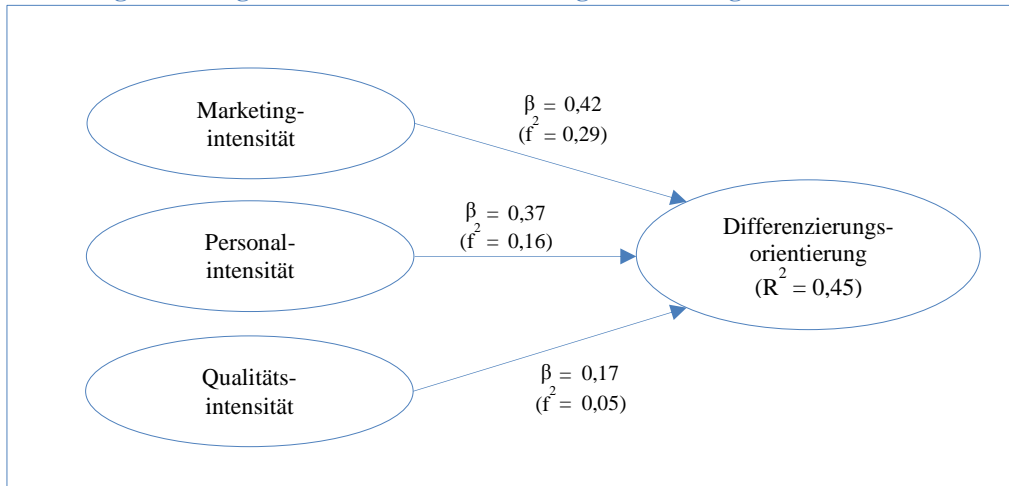 Marketing-
intensität
β = 0,42
(f² = 0,29)
Personal-
intensität
β = 0,37
(f² = 0,16)
Differenzierungs-
orientierung
(R² = 0,45)
Qualitäts-
intensität
β = 0,17
(f² = 0,05)